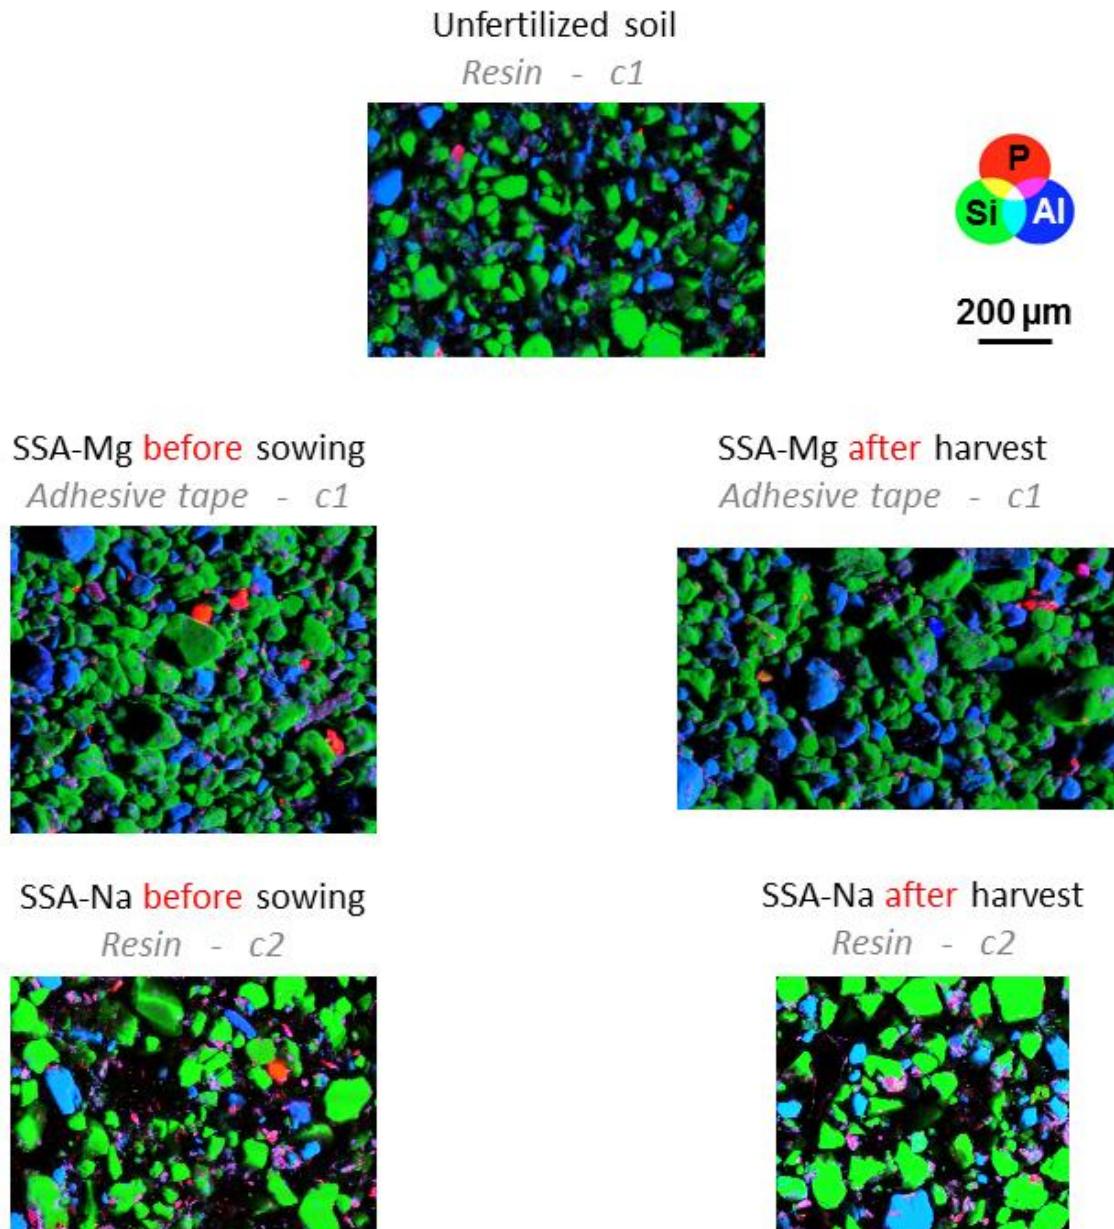 Unfertilized soil
Resin - c1
P
Si Al
200 µm
SSA-Mg before sowing
Adhesive tape - c1
SSA-Mg after harvest
Adhesive tape - c1
SSA-Na before sowing
Resin - c2
SSA-Na after harvest
Resin - c2